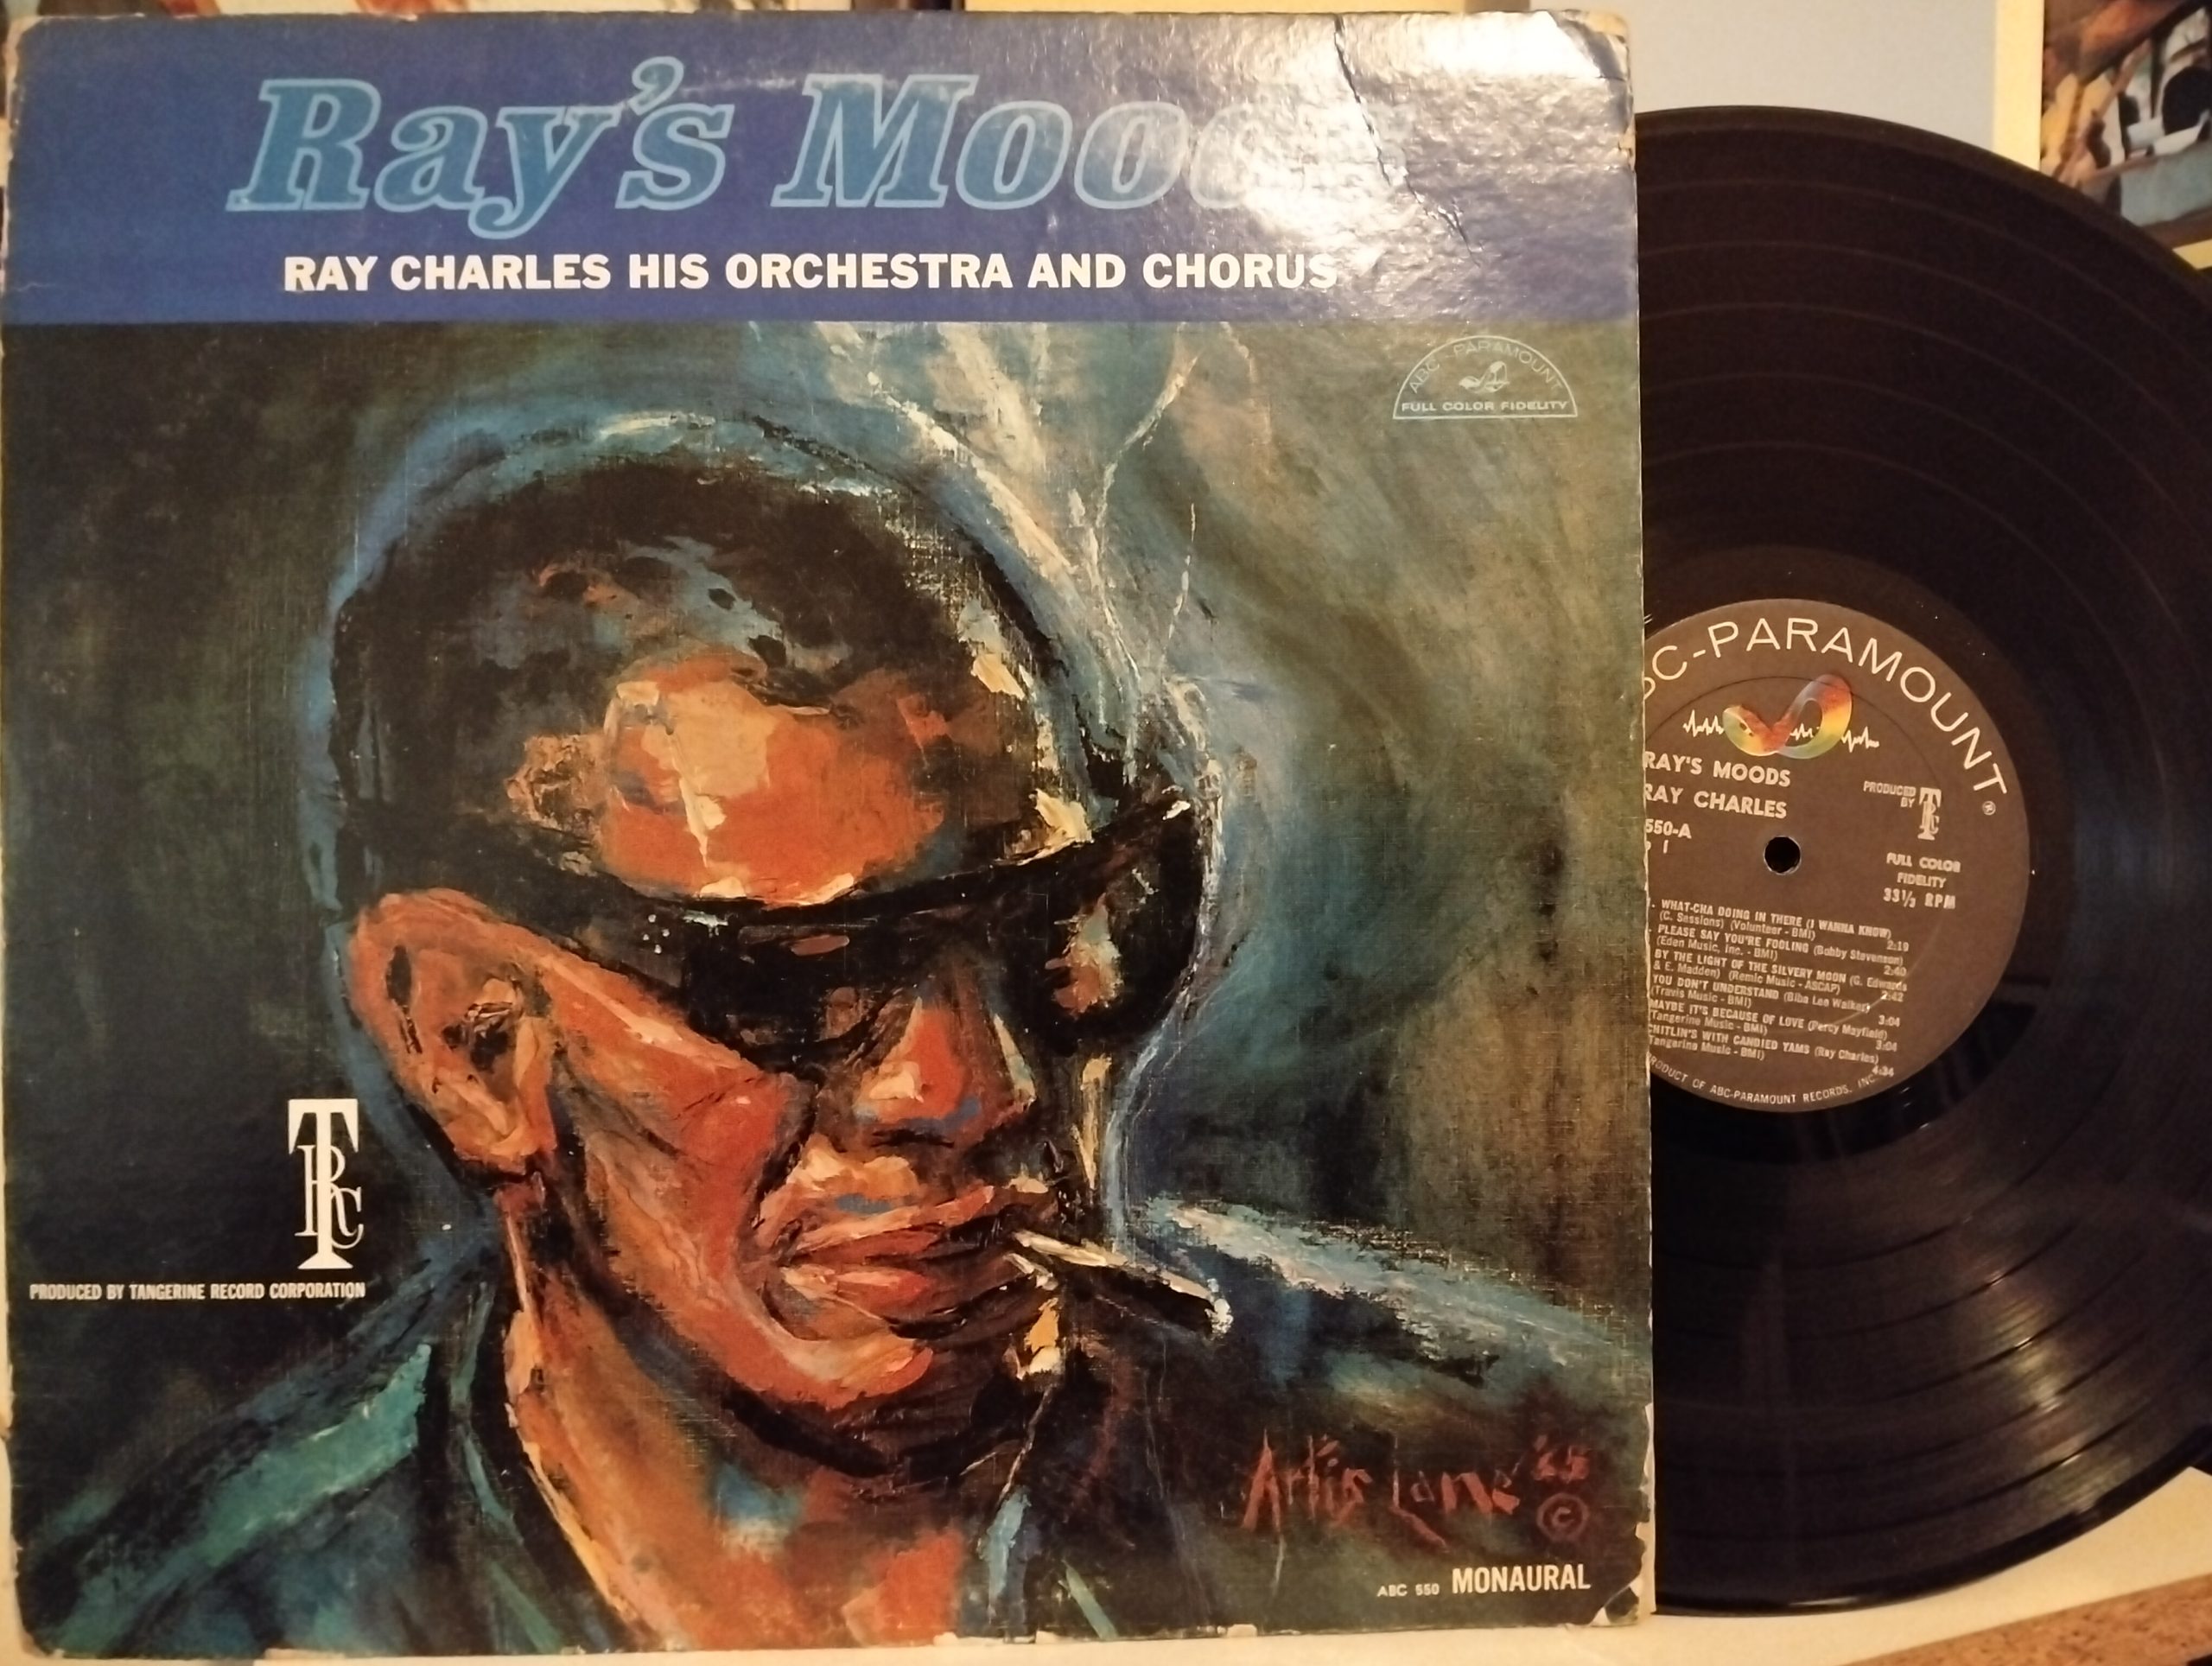 Ray's Moo
RAY CHARLES HIS ORCHESTRA AND CHORUS
ABC-PARAMOUNT
FULL COLOR FIDELITY
TRC
PRODUCED BY TANGERINE RECORD CORPORATION
Artis Lane '65
©
ABC 550 MONAURAL
BC-PARAMOUNT®
RAY'S MOODS
RAY CHARLES
550-A
PRODUCED
BY TRC
FULL COLOR
FIDELITY
33 1/3 RPM
WHAT-CHA DOING IN THERE (I WANNA KNOW)
(C. Sessions) (Volunteer - BMI) 2:19
PLEASE SAY YOU'RE FOOLING (Bobby Stevenson)
(Eden Music, Inc. - BMI) 2:40
BY THE LIGHT OF THE SILVERY MOON (G. Edwards
& E. Madden) (Remic Music - ASCAP) 2:42
YOU DON'T UNDERSTAND (Biba Lee Walker)
(Travis Music - BMI) 3:04
MAYBE IT'S BECAUSE OF LOVE (Percy Mayfield)
(Tangerine Music - BMI) 3:04
CHITLIN'S WITH CANDIED YAMS (Ray Charles)
Tangerine Music - BMI) 4:34
PRODUCT OF ABC-PARAMOUNT RECORDS, INC.